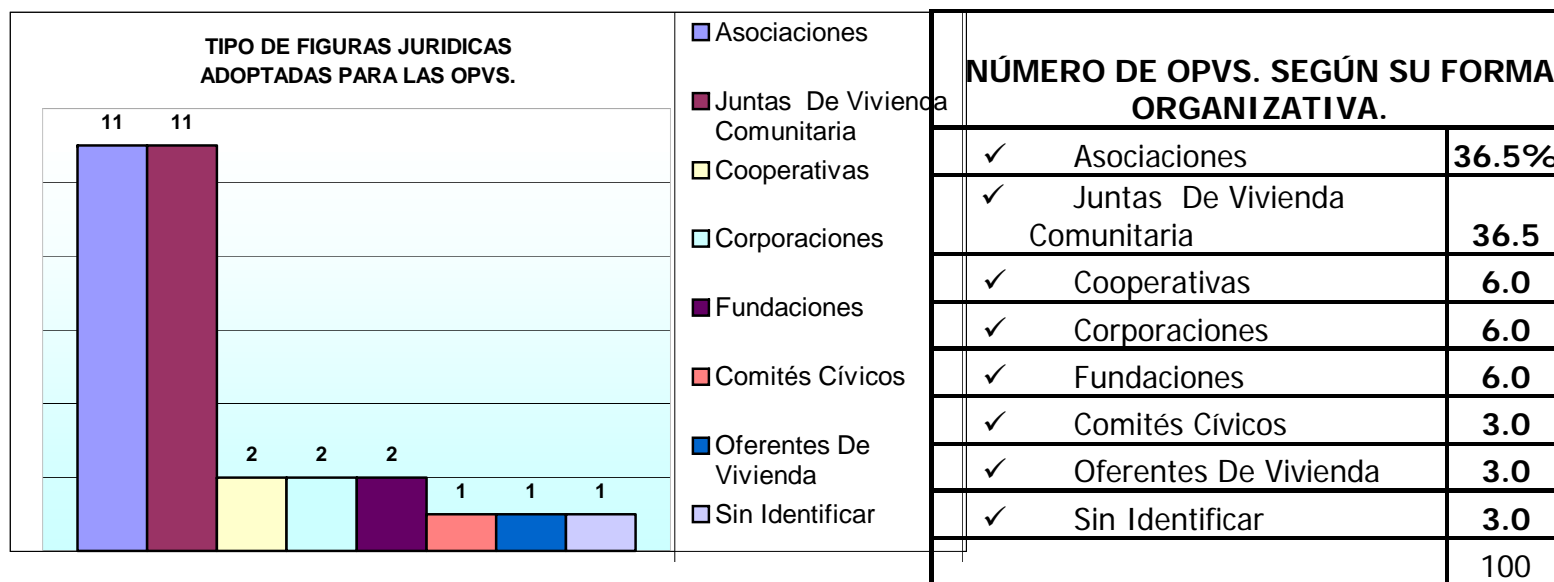 TIPO DE FIGURAS JURIDICAS
ADOPTADAS PARA LAS OPVS.
11 11
2 2 2
1 1 1
Asociaciones
Juntas De Vivienda
Comunitaria
Cooperativas
Corporaciones
Fundaciones
Comités Cívicos
Oferentes De
Vivienda
Sin Identificar
NÚMERO DE OPVS. SEGÚN SU FORMA
ORGANIZATIVA.
✓ Asociaciones 36.5%
✓ Juntas De Vivienda
Comunitaria 36.5
✓ Cooperativas 6.0
✓ Corporaciones 6.0
✓ Fundaciones 6.0
✓ Comités Cívicos 3.0
✓ Oferentes De Vivienda 3.0
✓ Sin Identificar 3.0
100